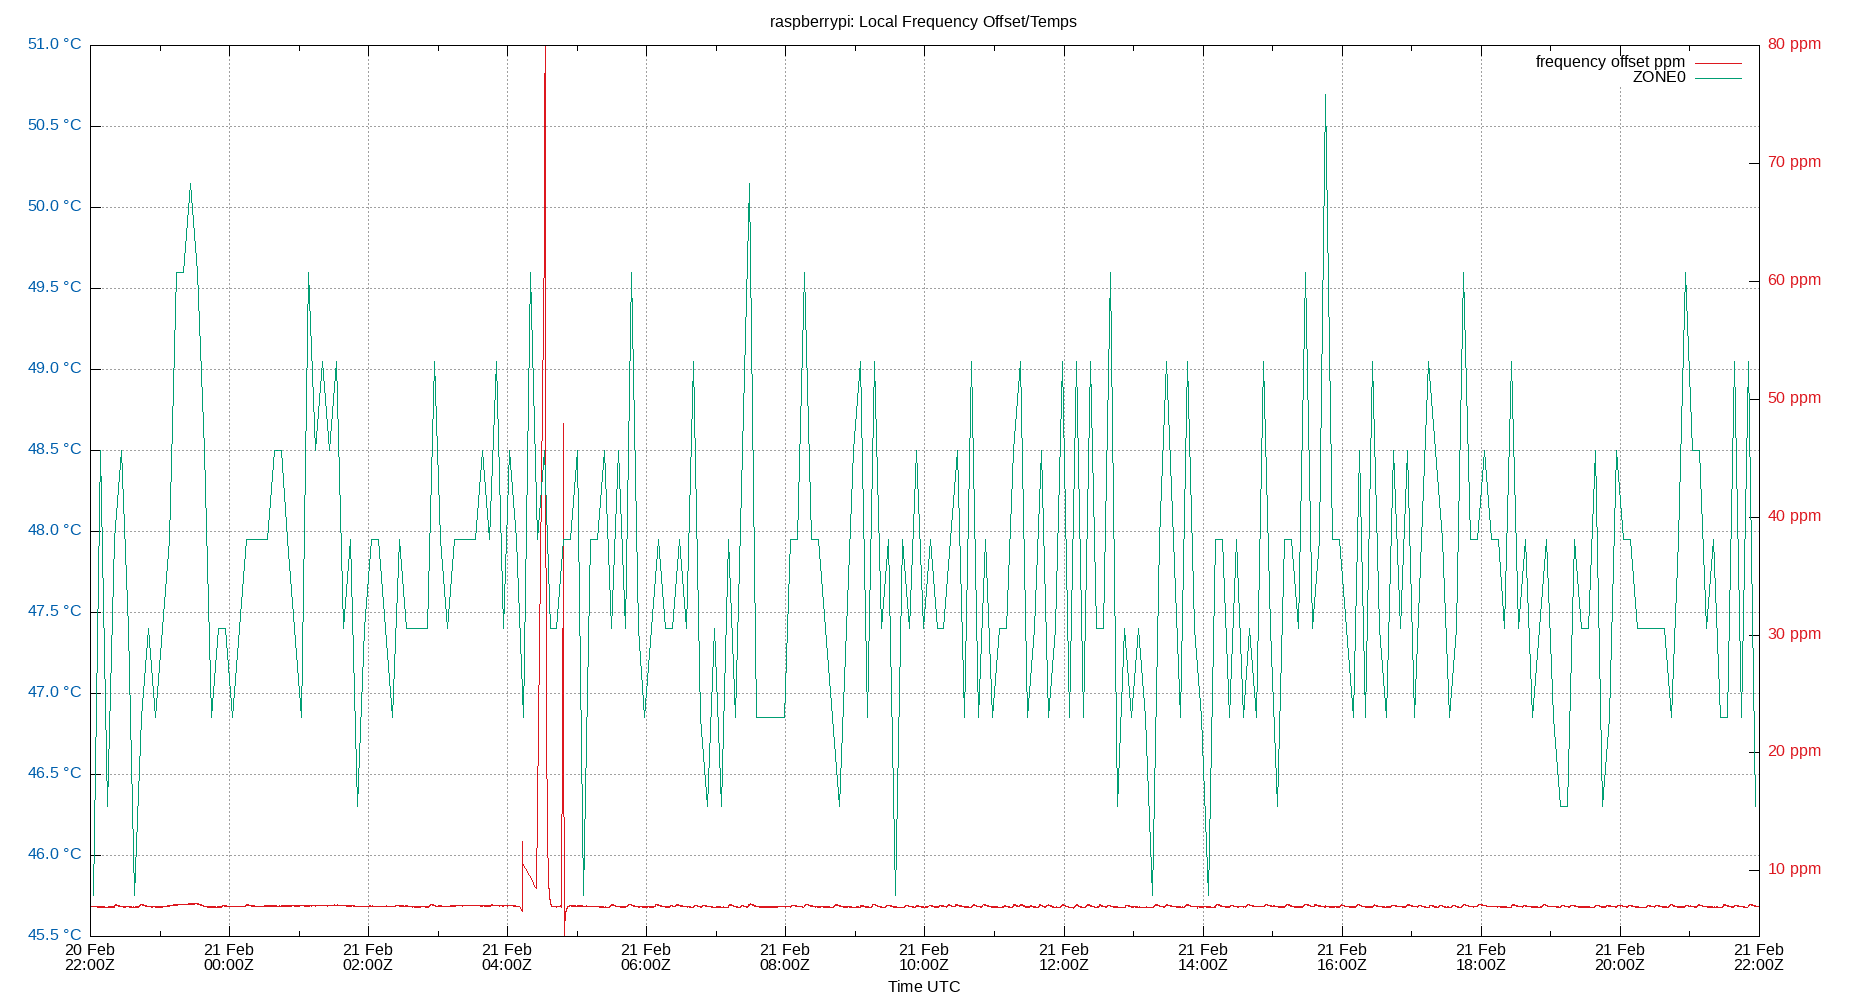 raspberrypi: Local Frequency Offset/Temps
51.0 °C
50.5 °C
50.0 °C
49.5 °C
49.0 °C
48.5 °C
48.0 °C
47.5 °C
47.0 °C
46.5 °C
46.0 °C
45.5 °C
80 ppm
70 ppm
60 ppm
50 ppm
40 ppm
30 ppm
20 ppm
10 ppm
frequency offset ppm
ZONE0
20 Feb 21 Feb 21 Feb 21 Feb 21 Feb 21 Feb 21 Feb 21 Feb 21 Feb 21 Feb 21 Feb 21 Feb 21 Feb
22:00Z 00:00Z 02:00Z 04:00Z 06:00Z 08:00Z 10:00Z 12:00Z 14:00Z 16:00Z 18:00Z 20:00Z 22:00Z
Time UTC